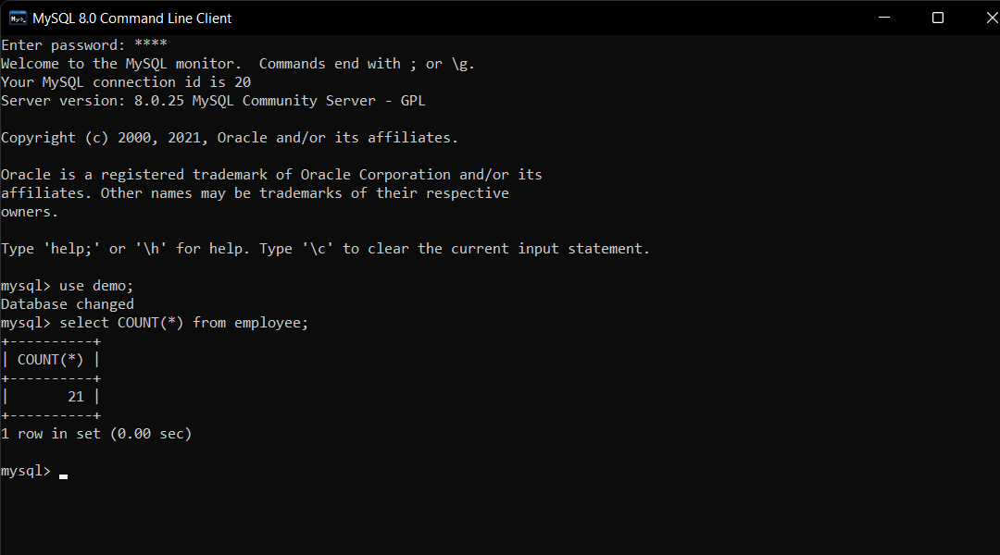 MySQL 8.0 Command Line Client
Enter password: ****
Welcome to the MySQL monitor.  Commands end with ; or \g.
Your MySQL connection id is 20
Server version: 8.0.25 MySQL Community Server - GPL

Copyright (c) 2000, 2021, Oracle and/or its affiliates.

Oracle is a registered trademark of Oracle Corporation and/or its
affiliates. Other names may be trademarks of their respective
owners.

Type 'help;' or '\h' for help. Type '\c' to clear the current input statement.

mysql> use demo;
Database changed
mysql> select COUNT(*) from employee;
+----------+
| COUNT(*) |
+----------+
|       21 |
+----------+
1 row in set (0.00 sec)

mysql>